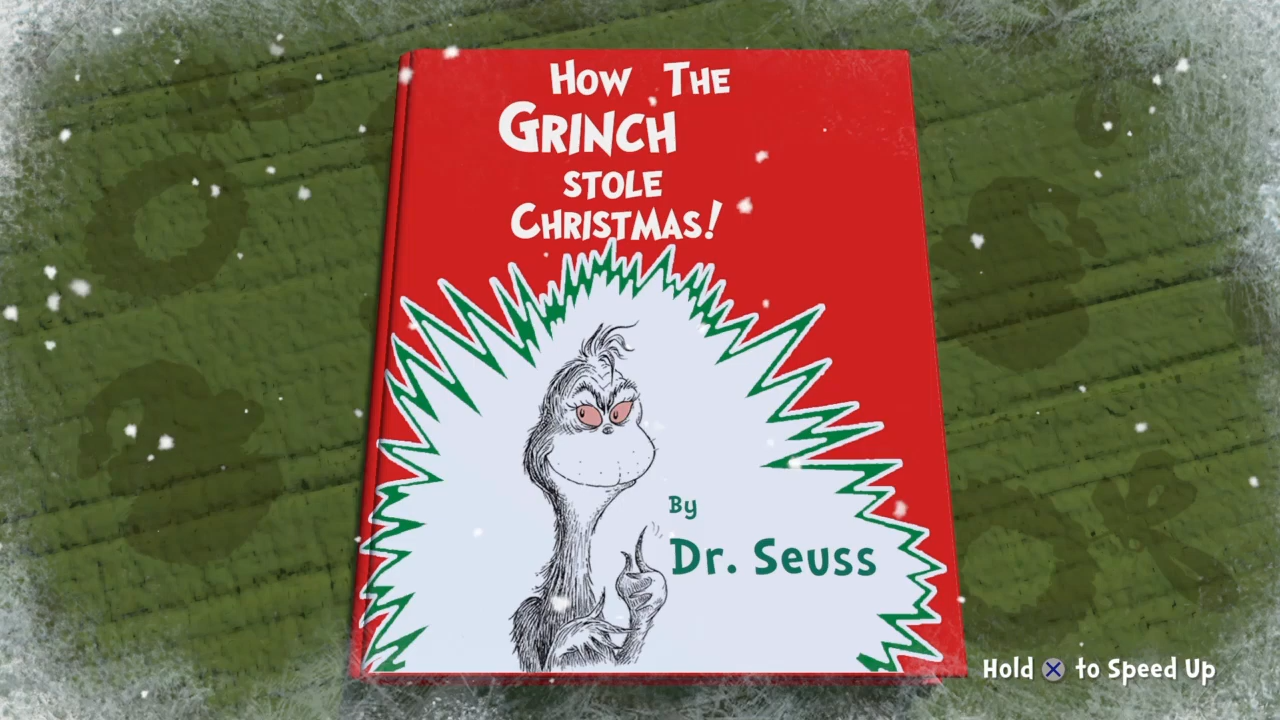 How The
Grinch
stole
Christmas!
By
Dr. Seuss
Hold ⓧ to Speed Up